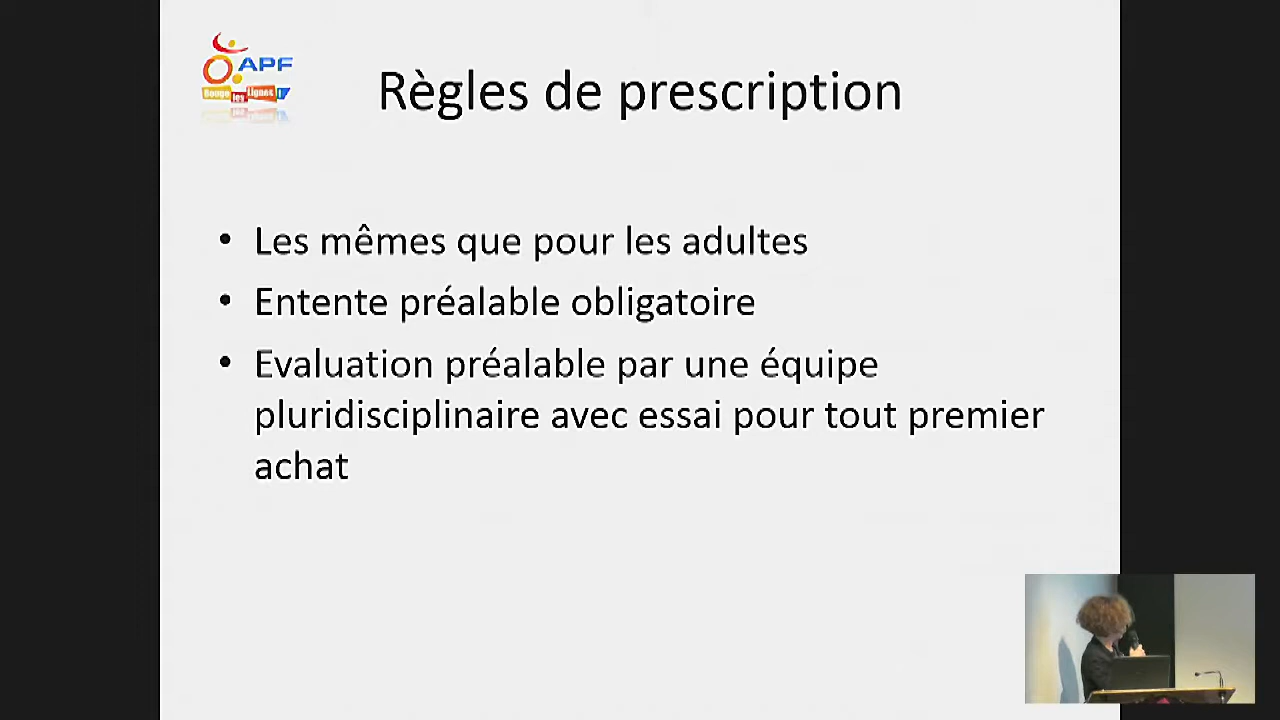 APF
Bouge les lignes !
Règles de prescription
• Les mêmes que pour les adultes
• Entente préalable obligatoire
• Evaluation préalable par une équipe
pluridisciplinaire avec essai pour tout premier
achat